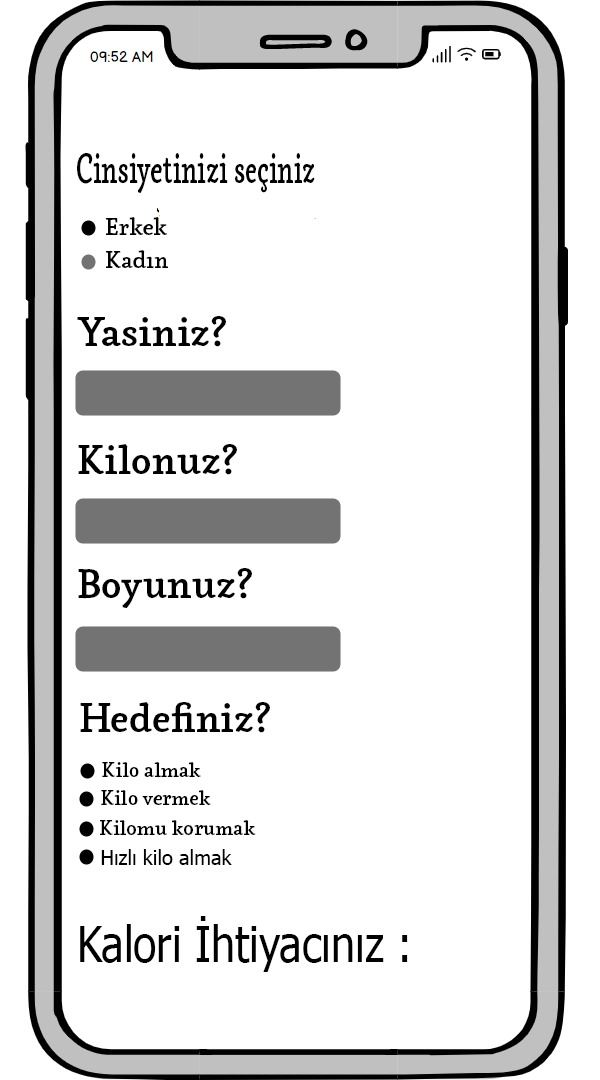 09:52 AM
Cinsiyetinizi seçiniz
Erkek
Kadın
Yasiniz?
Kilonuz?
Boyunuz?
Hedefiniz?
Kilo almak
Kilo vermek
Kilomu korumak
Hızlı kilo almak
Kalori İhtiyacınız :